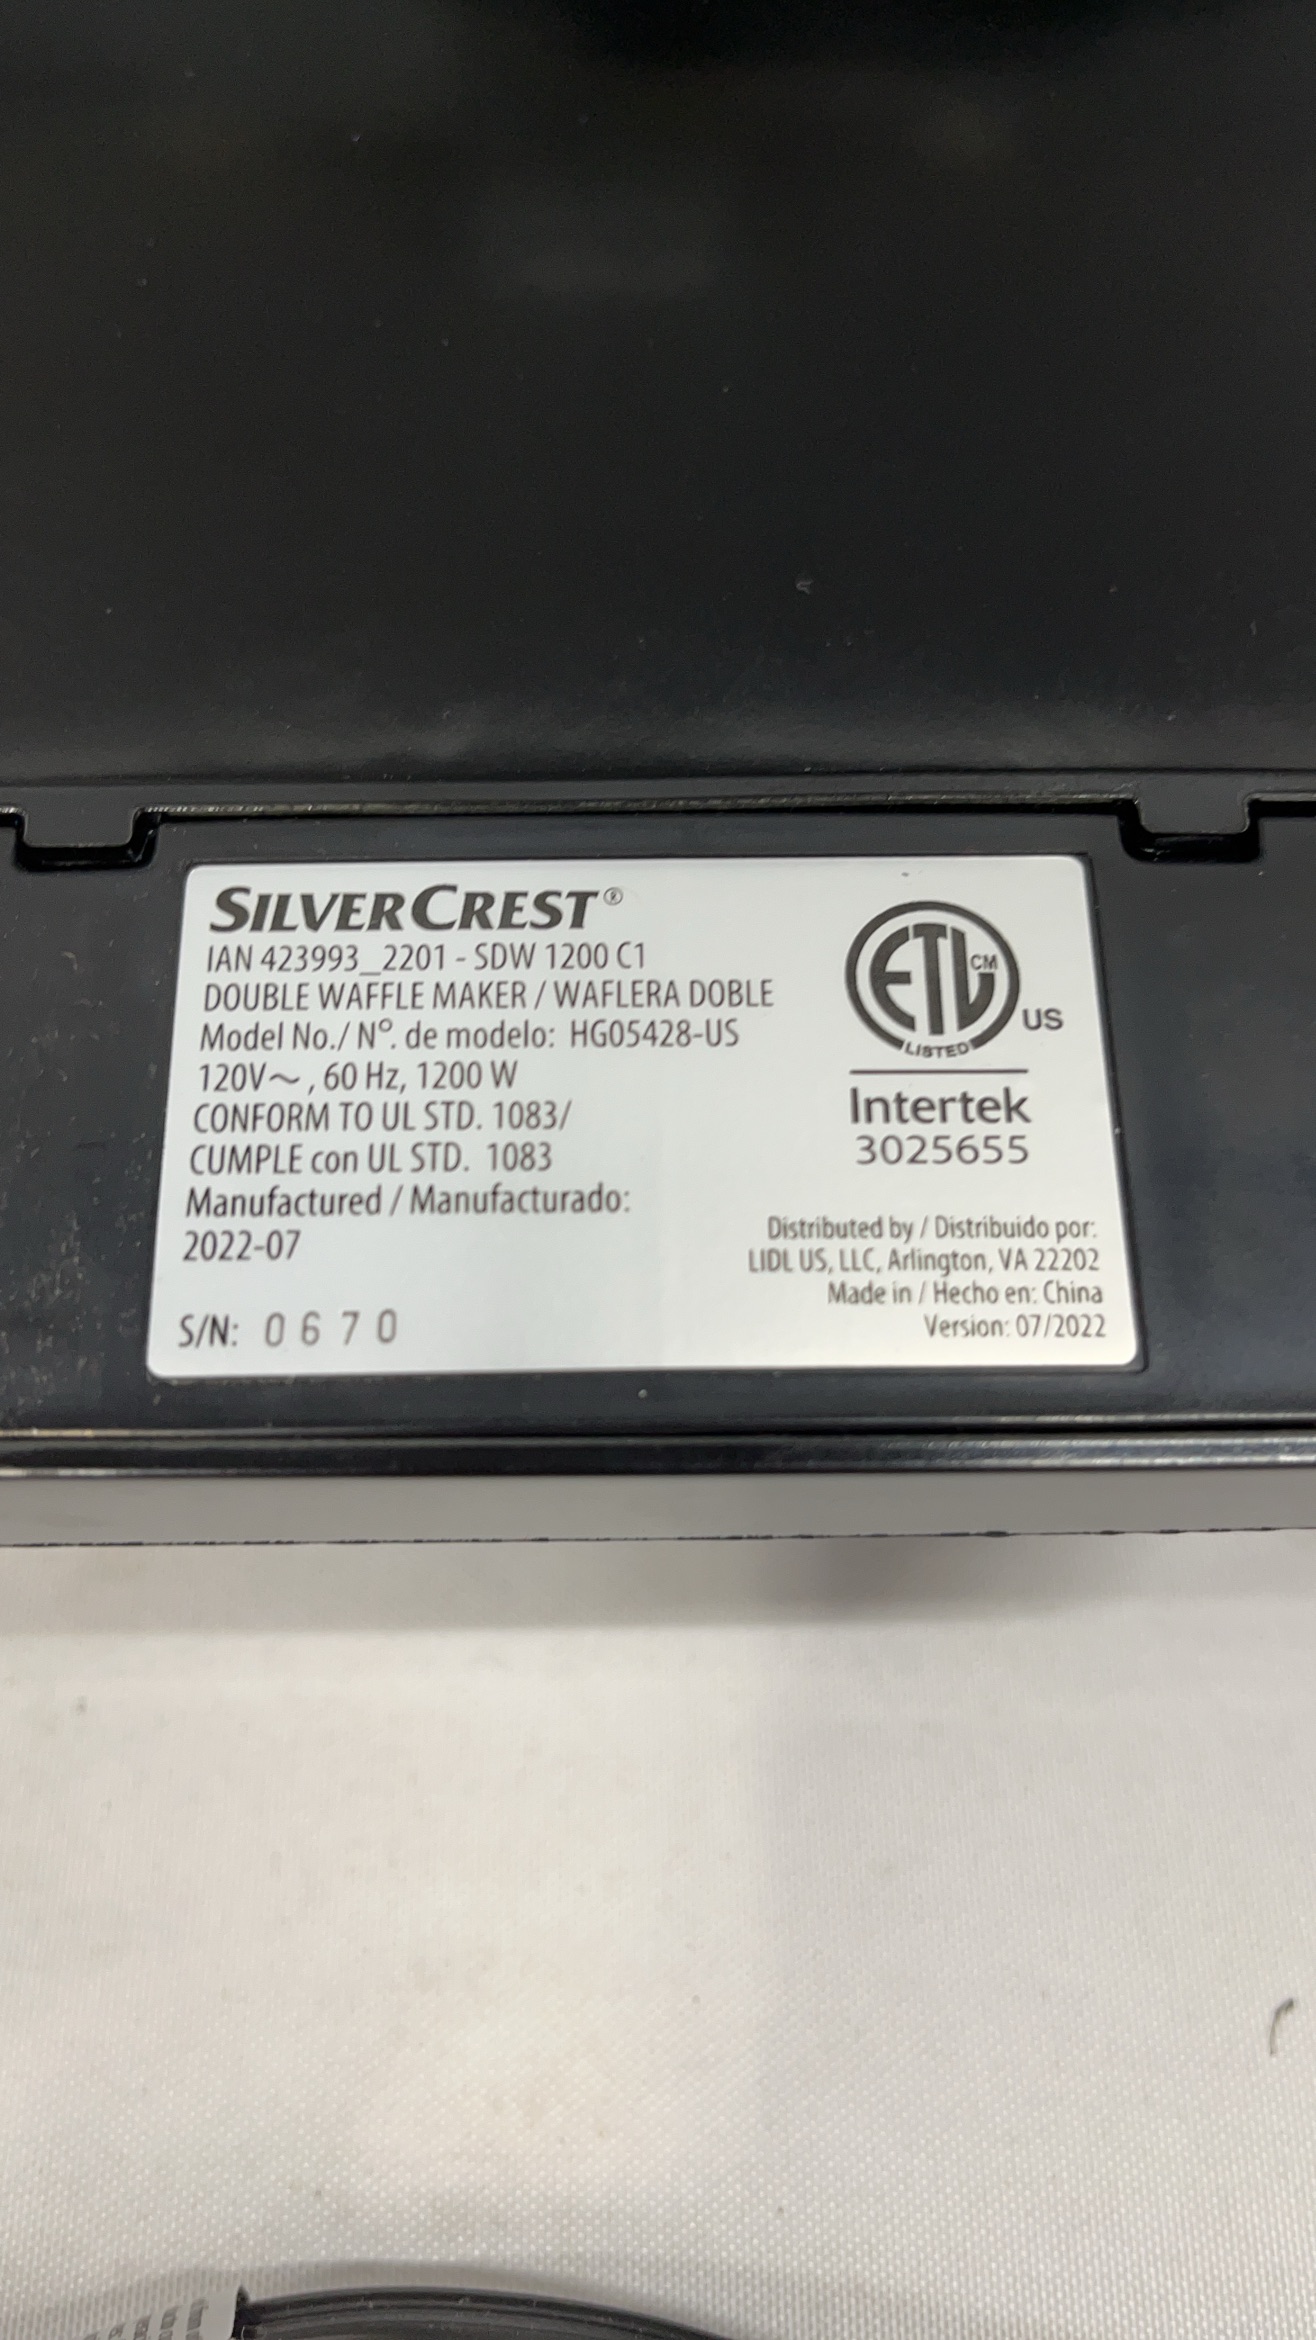 SILVERCREST®
IAN 423993_2201 - SDW 1200 C1
DOUBLE WAFFLE MAKER / WAFLERA DOBLE
Model No./ Nº. de modelo: HG05428-US
120V~, 60 Hz, 1200 W
CONFORM TO UL STD. 1083/
CUMPLE con UL STD. 1083
Manufactured / Manufacturado:
2022-07
S/N: 0670
ETL CM
US
LISTED
Intertek
3025655
Distributed by / Distribuido por:
LIDL US, LLC, Arlington, VA 22202
Made in / Hecho en: China
Version: 07/2022